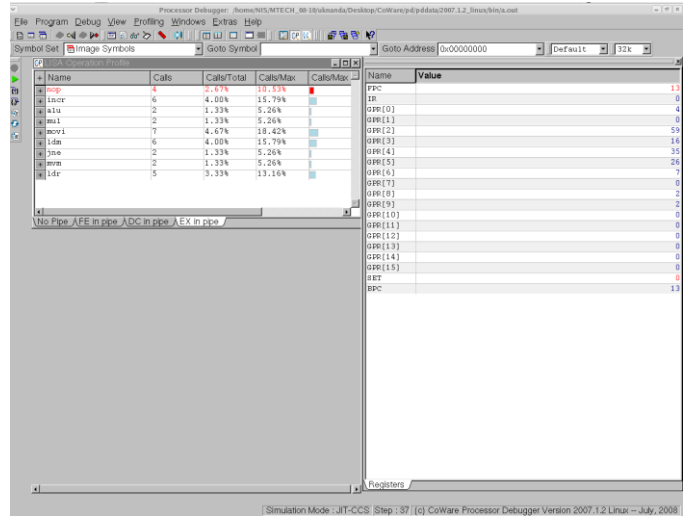 Processor Debugger: /home/NIS/MTECH_08-10/uknanda/Desktop/CoWare/pd/pddata/2007.1.2_linux/bin/a.out
File Program Debug View Profiling Windows Extras Help
Symbol Set Image Symbols Goto Symbol Goto Address 0x00000000 Default 32k
LISA Operation Profile
Name Calls Calls/Total Calls/Max Calls/Max
nop 4 2.67% 10.53%
incr 6 4.00% 15.79%
alu 2 1.33% 5.26%
mul 2 1.33% 5.26%
movi 7 4.67% 18.42%
ldm 6 4.00% 15.79%
jne 2 1.33% 5.26%
mvm 2 1.33% 5.26%
ldr 5 3.33% 13.16%
No Pipe FE in pipe DC in pipe EX in pipe
Name Value
FPC 13
IR 0
GPR[0] 4
GPR[1] 0
GPR[2] 59
GPR[3] 16
GPR[4] 35
GPR[5] 26
GPR[6] 7
GPR[7] 0
GPR[8] 2
GPR[9] 2
GPR[10] 0
GPR[11] 0
GPR[12] 0
GPR[13] 0
GPR[14] 0
GPR[15] 0
SET 0
BPC 13
Registers
Simulation Mode : JIT-CCS Step : 37 (c) CoWare Processor Debugger Version 2007.1.2 Linux -- July, 2008